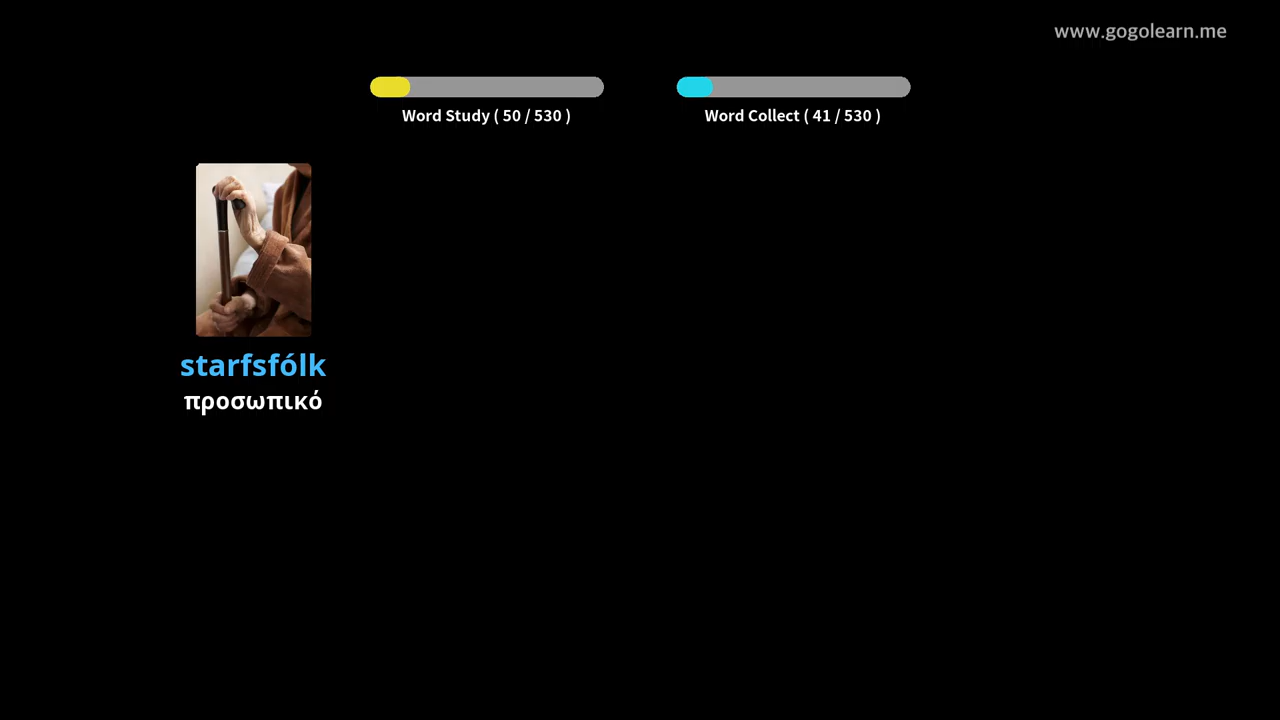 www.gogolearn.me
Word Study ( 50 / 530 )
Word Collect ( 41 / 530 )
starfsfólk
προσωπικό